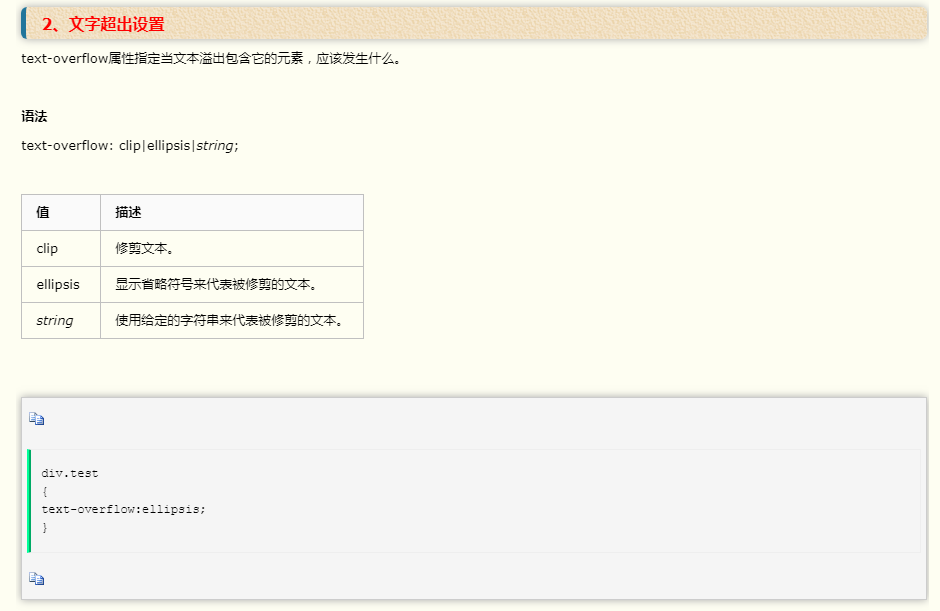 2、文字超出设置
text-overflow属性指定当文本溢出包含它的元素，应该发生什么。
语法
text-overflow: clip|ellipsis|string;
值 描述
clip 修剪文本。
ellipsis 显示省略符号来代表被修剪的文本。
string 使用给定的字符串来代表被修剪的文本。
div.test
{
text-overflow:ellipsis;
}